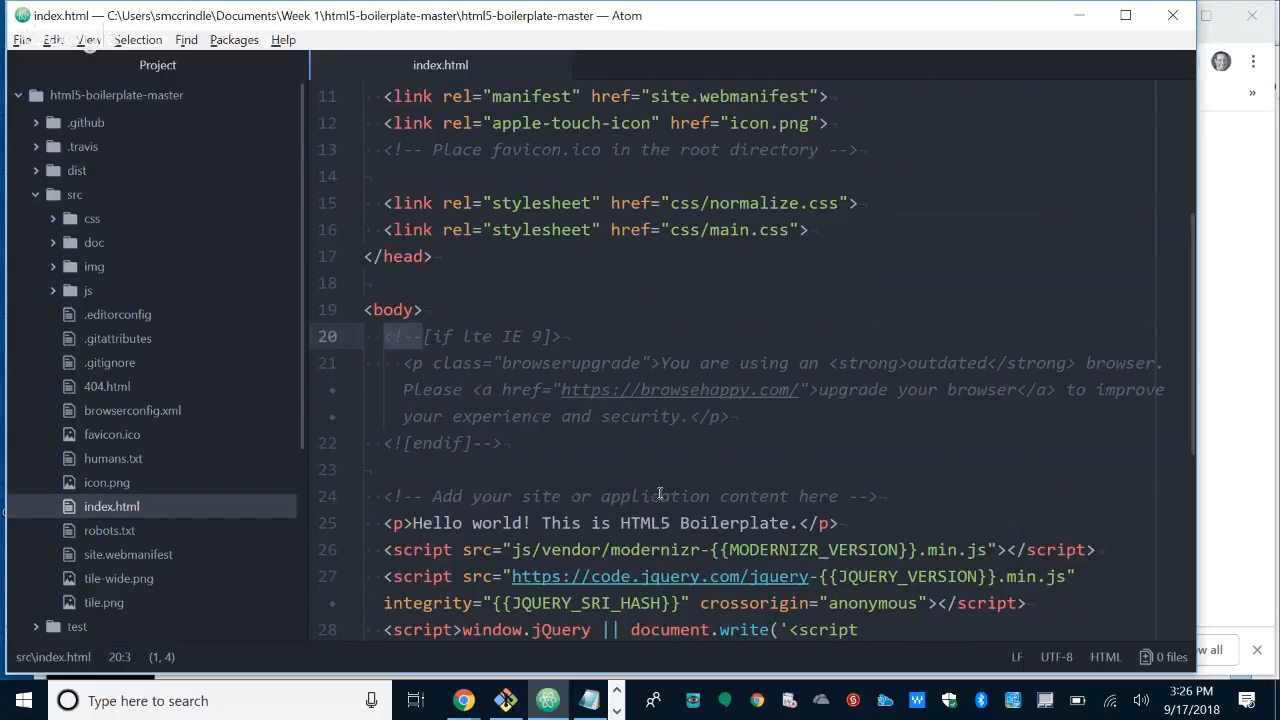 index.html — C:\Users\smccrindle\Documents\Week 1\html5-boilerplate-master\html5-boilerplate-master — Atom
File Edit View Selection Find Packages Help
Project
index.html
html5-boilerplate-master
.github
.travis
dist
src
css
doc
img
js
.editorconfig
.gitattributes
.gitignore
404.html
browserconfig.xml
favicon.ico
humans.txt
icon.png
index.html
robots.txt
site.webmanifest
tile-wide.png
tile.png
test
11 <link rel="manifest" href="site.webmanifest">
12 <link rel="apple-touch-icon" href="icon.png">
13 <!-- Place favicon.ico in the root directory -->
14
15 <link rel="stylesheet" href="css/normalize.css">
16 <link rel="stylesheet" href="css/main.css">
17 </head>
18
19 <body>
20 <!--[if lte IE 9]>
21 <p class="browserupgrade">You are using an <strong>outdated</strong> browser.
Please <a href="https://browsehappy.com/">upgrade your browser</a> to improve
your experience and security.</p>
22 <![endif]-->
23
24 <!-- Add your site or application content here -->
25 <p>Hello world! This is HTML5 Boilerplate.</p>
26 <script src="js/vendor/modernizr-{{MODERNIZR_VERSION}}.min.js"></script>
27 <script src="https://code.jquery.com/jquery-{{JQUERY_VERSION}}.min.js"
integrity="{{JQUERY_SRI_HASH}}" crossorigin="anonymous"></script>
28 <script>window.jQuery || document.write('<script
src\index.html 20:3 (1, 4)
LF UTF-8 HTML 0 files
w all
Type here to search
3:26 PM
9/17/2018